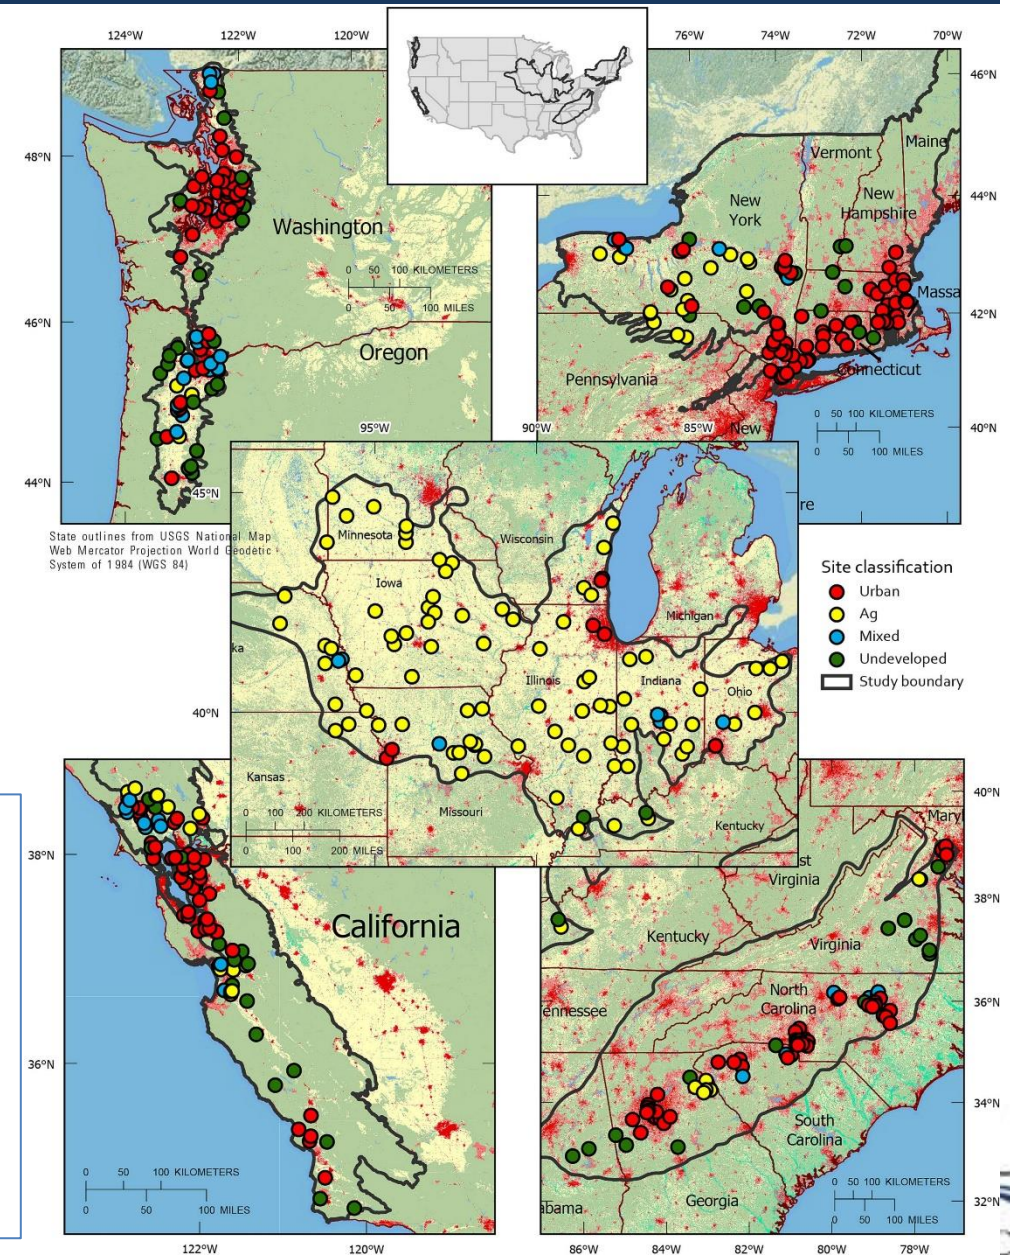 124°W 122°W 120°W
48°N
46°N
44°N
Washington
Oregon
0 50 100 KILOMETERS
0 50 100 MILES
State outlines from USGS National Map
Web Mercator Projection World Geodetic
System of 1984 (WGS 84)
76°W 74°W 72°W 70°W
46°N
44°N
42°N
40°N
Vermont
Maine
New
York
New
Hampshire
Massa
Connecticut
Pennsylvania
New
re
0 50 100 KILOMETERS
0 50 100 MILES
95°W 90°W 85°W
45°N
40°N
Minnesota
Wisconsin
Iowa
Michigan
ka
Illinois
Indiana
Ohio
Kansas
Missouri
Kentucky
0 100 200 KILOMETERS
0 100 200 MILES
Site classification
Urban
Ag
Mixed
Undeveloped
Study boundary
38°N
36°N
California
0 50 100 KILOMETERS
0 50 100 MILES
122°W 120°W
40°N
38°N
36°N
34°N
32°N
Maryl
st
Virginia
Kentucky
Virginia
ennessee
North
Carolina
South
Carolina
Georgia
abama
0 50 100 KILOMETERS
0 50 100 MILES
86°W 84°W 82°W 80°W 78°W